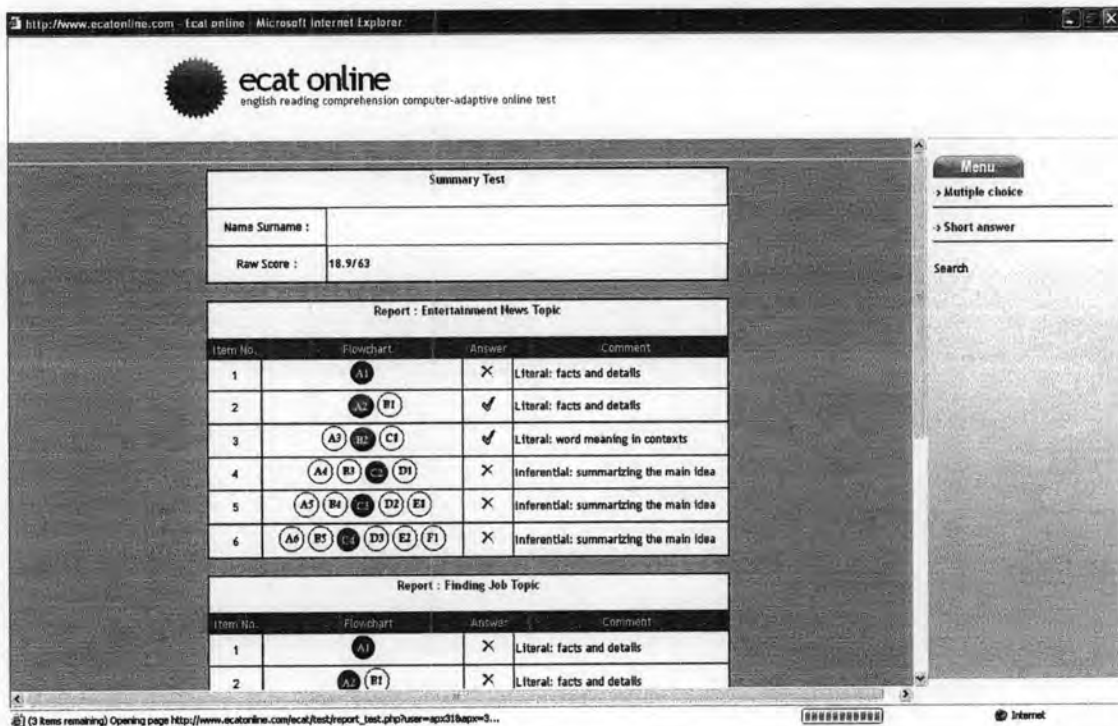 http://www.ecatonline.com - Ecat online - Microsoft Internet Explorer
ecat online
english reading comprehension computer-adaptive online test
Menu
› Mutiple choice
› Short answer
Search
Summary Test
Name Surname :
Raw Score : 18.9/63
Report : Entertainment News Topic
Item No. Flowchart Answer Comment
1 A1 Literal: facts and details
2 A2 B1 Literal: facts and details
3 A3 B2 C1 Literal: word meaning in contexts
4 A4 B3 C2 D1 Inferential: summarizing the main idea
5 A5 B4 C3 D2 E1 Inferential: summarizing the main idea
6 A6 B5 C4 D3 E2 F1 Inferential: summarizing the main idea
Report : Finding Job Topic
Item No. Flowchart Answer Comment
1 A1 Literal: facts and details
2 A2 B1 Literal: facts and details
(3 items remaining) Opening page http://www.ecatonline.com/ecat/test/report_test.php?user=apx31&apx=3...
Internet